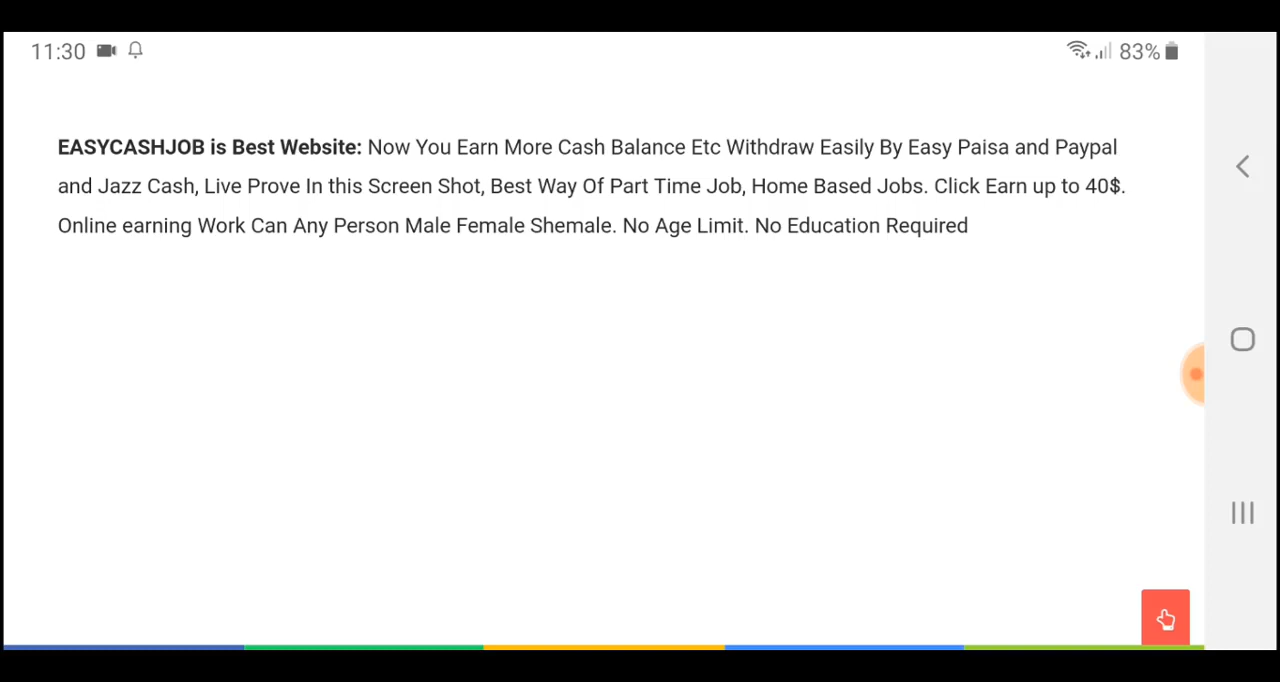 11:30
83%
EASYCASHJOB is Best Website: Now You Earn More Cash Balance Etc Withdraw Easily By Easy Paisa and Paypal
and Jazz Cash, Live Prove In this Screen Shot, Best Way Of Part Time Job, Home Based Jobs. Click Earn up to 40$.
Online earning Work Can Any Person Male Female Shemale. No Age Limit. No Education Required